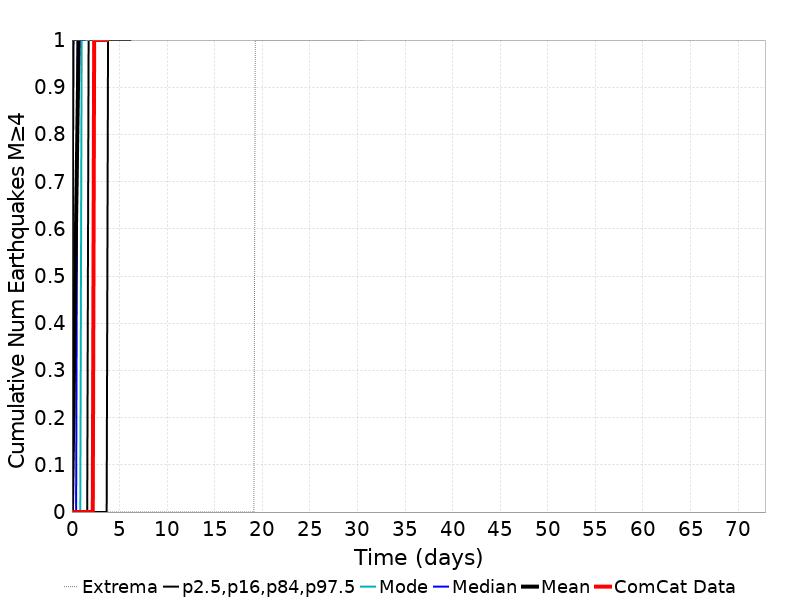 Cumulative Num Earthquakes M≥4
1
0.9
0.8
0.7
0.6
0.5
0.4
0.3
0.2
0.1
0
0 5 10 15 20 25 30 35 40 45 50 55 60 65 70
Time (days)
Extrema p2.5,p16,p84,p97.5 Mode Median Mean ComCat Data